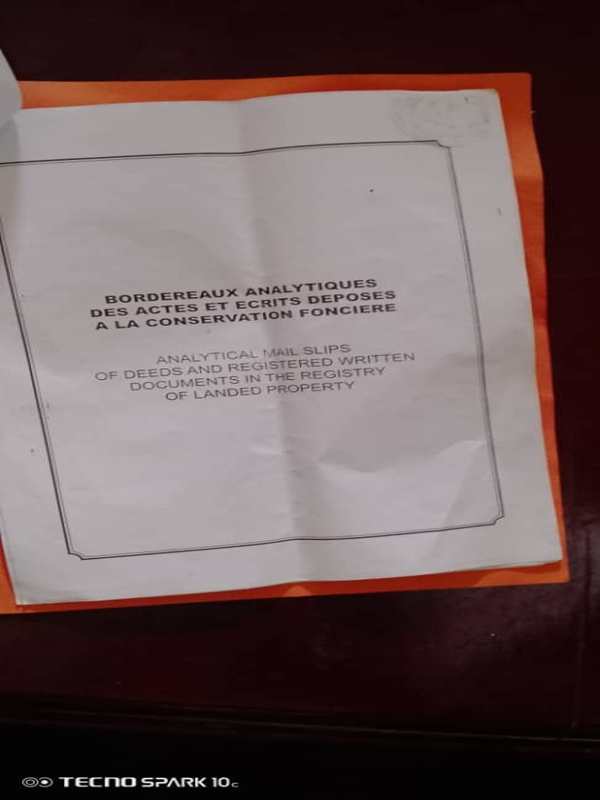 BORDEREAUX ANALYTIQUES
DES ACTES ET ECRITS DEPOSES
A LA CONSERVATION FONCIERE
ANALYTICAL MAIL SLIPS
OF DEEDS AND REGISTERED WRITTEN
DOCUMENTS IN THE REGISTRY
OF LANDED PROPERTY
TECNO SPARK 10C